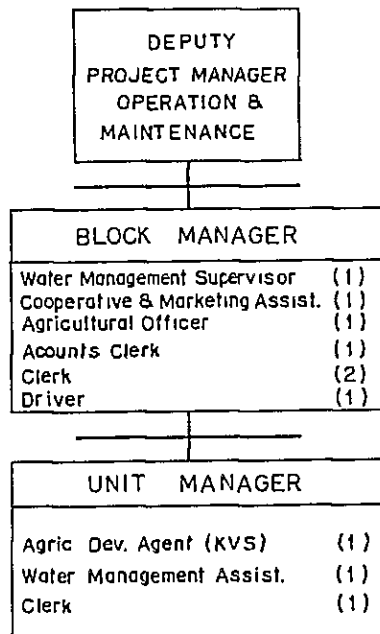 DEPUTY
PROJECT MANAGER
OPERATION &
MAINTENANCE
BLOCK MANAGER
Water Management Supervisor (1)
Cooperative & Marketing Assist. (1)
Agricultural Officer (1)
Acounts Clerk (1)
Clerk (2)
Driver (1)
UNIT MANAGER
Agric Dev. Agent (KVS) (1)
Water Management Assist. (1)
Clerk (1)